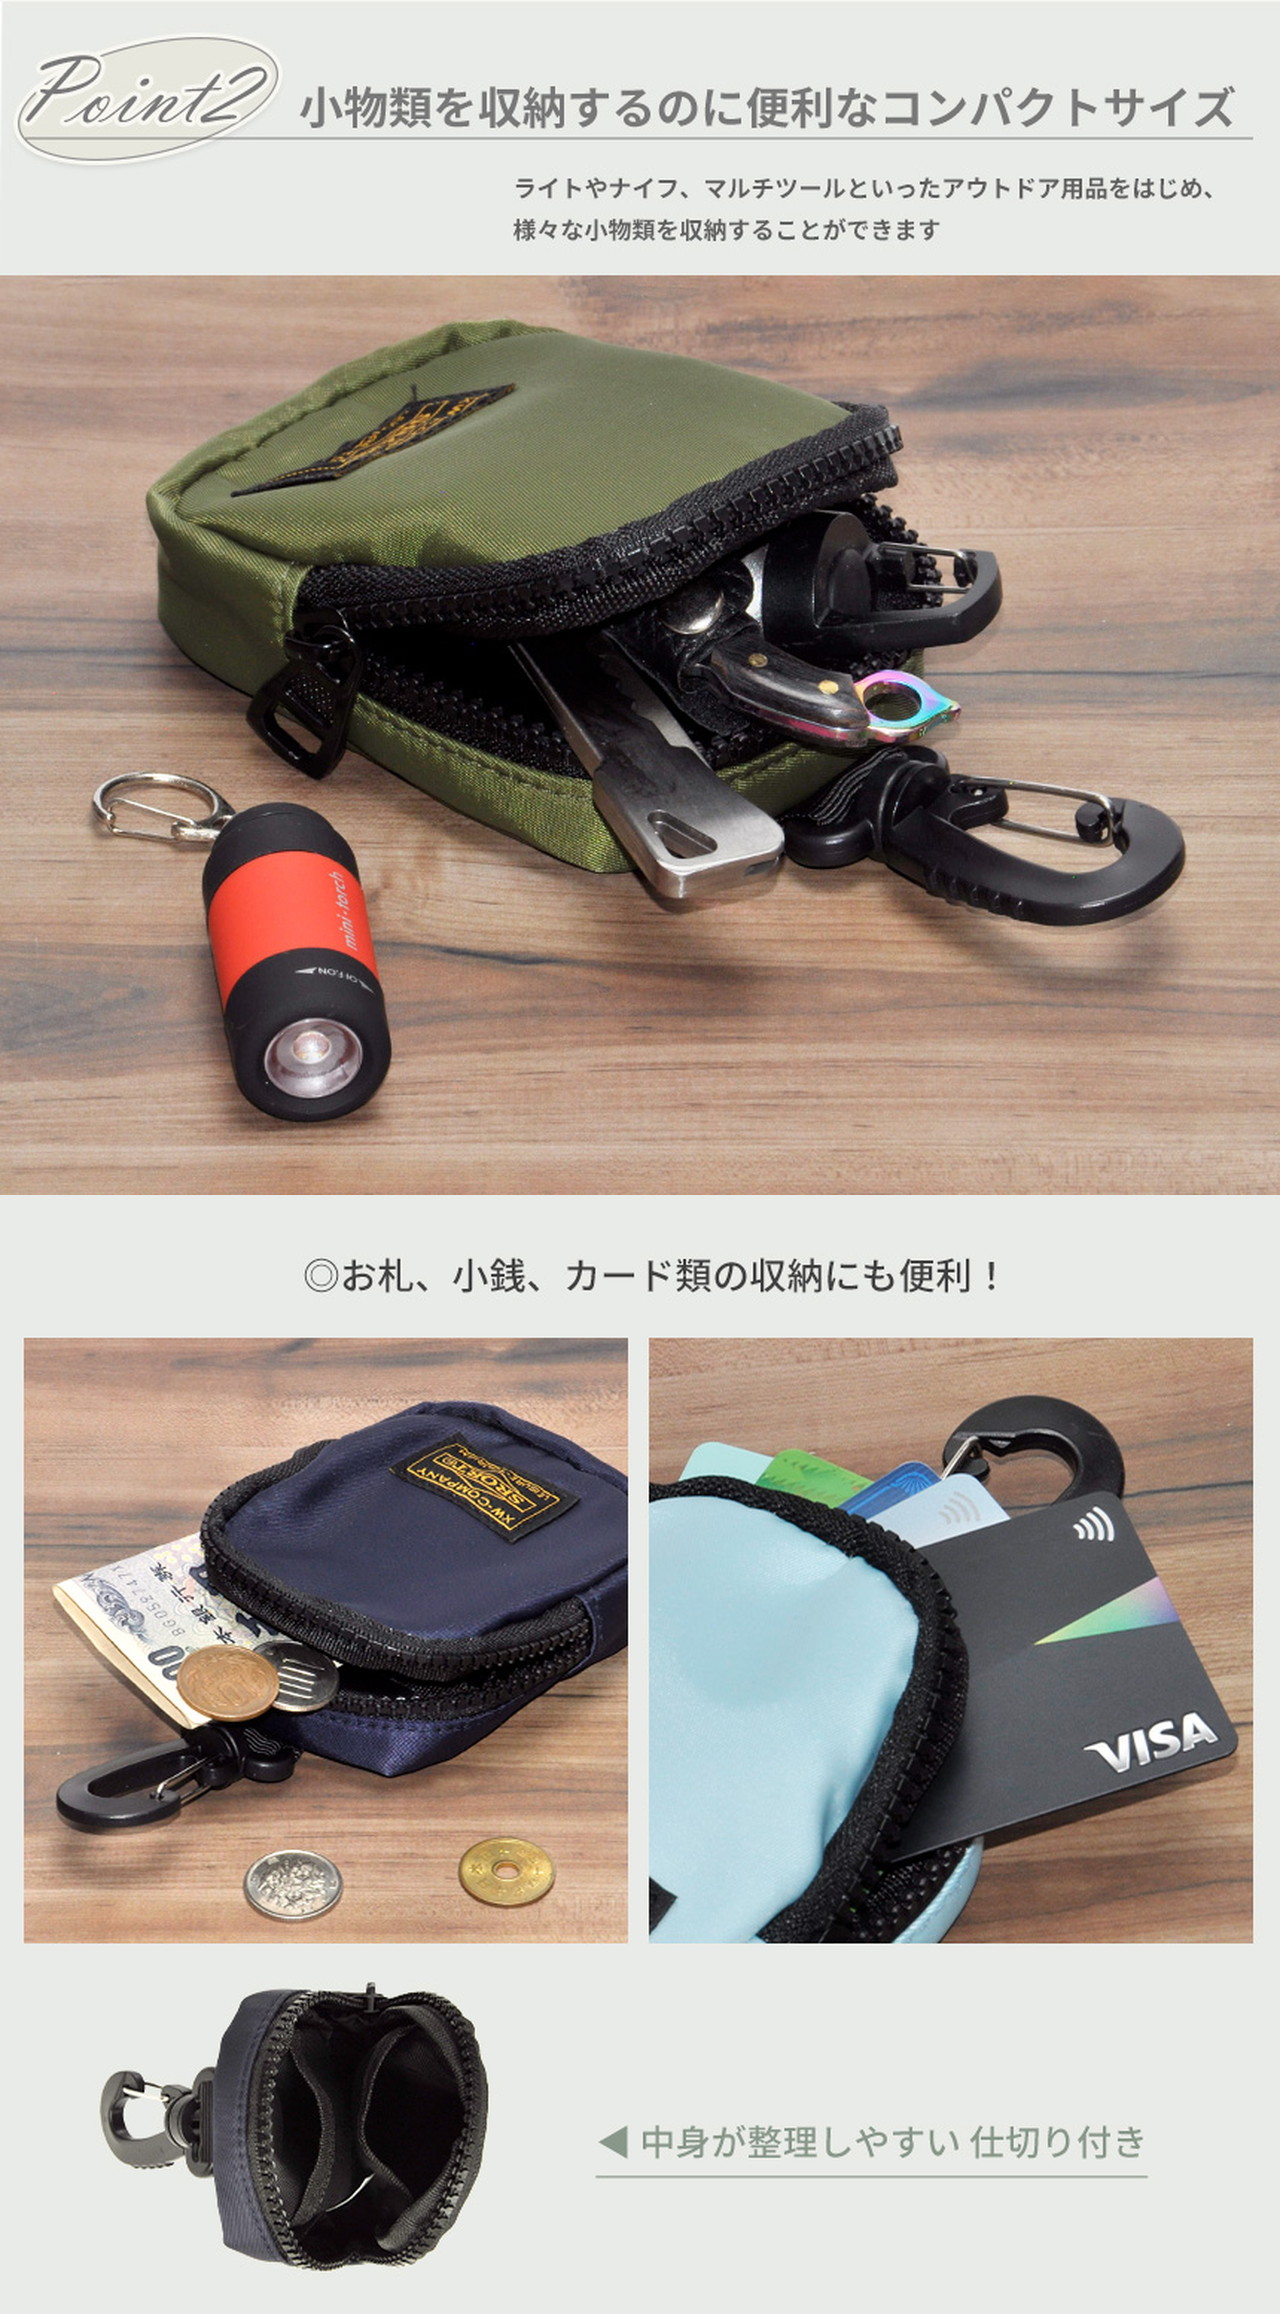 Point2
小物類を収納するのに便利なコンパクトサイズ
ライトやナイフ、マルチツールといったアウトドア用品をはじめ、
様々な小物類を収納することができます
mini·torch
OFF.ON
◎お札、小銭、カード類の収納にも便利！
XW-COMPANY
SRORTS
BG052747X
VISA
◀ 中身が整理しやすい 仕切り付き